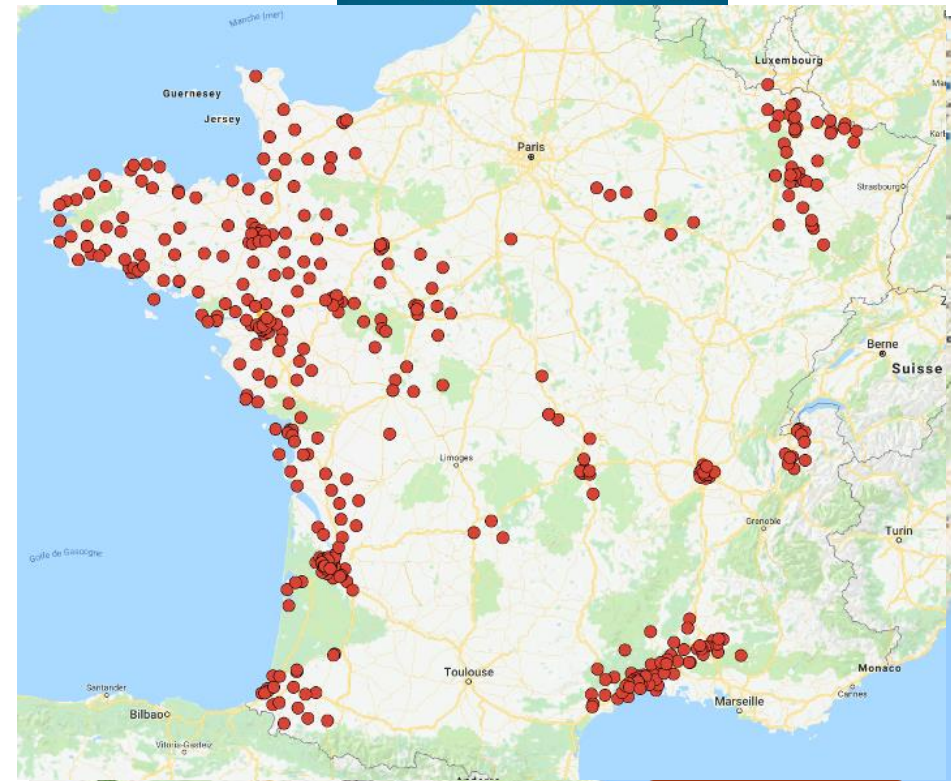 Manche (mer)
Luxembourg
Guernesey
Jersey
Paris
Strasbourg
Berne
Suisse
Limoges
Grenoble
Turin
Golfe de Gascogne
Toulouse
Monaco
Santander
Cannes
Marseille
Bilbao
Vitoria-Gasteiz